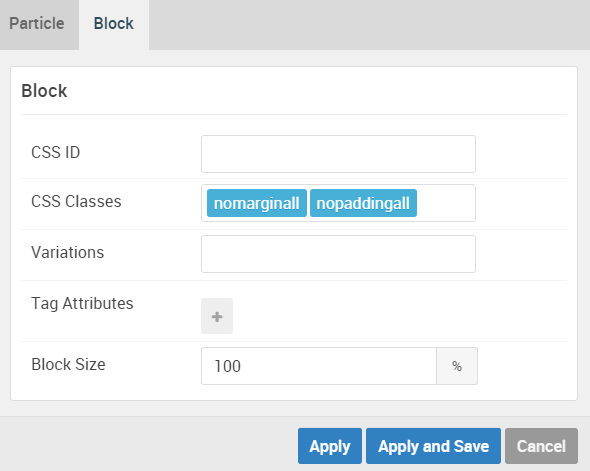 Particle Block
Block
CSS ID
CSS Classes nomarginall nopaddingall
Variations
Tag Attributes +
Block Size 100 %
Apply Apply and Save Cancel